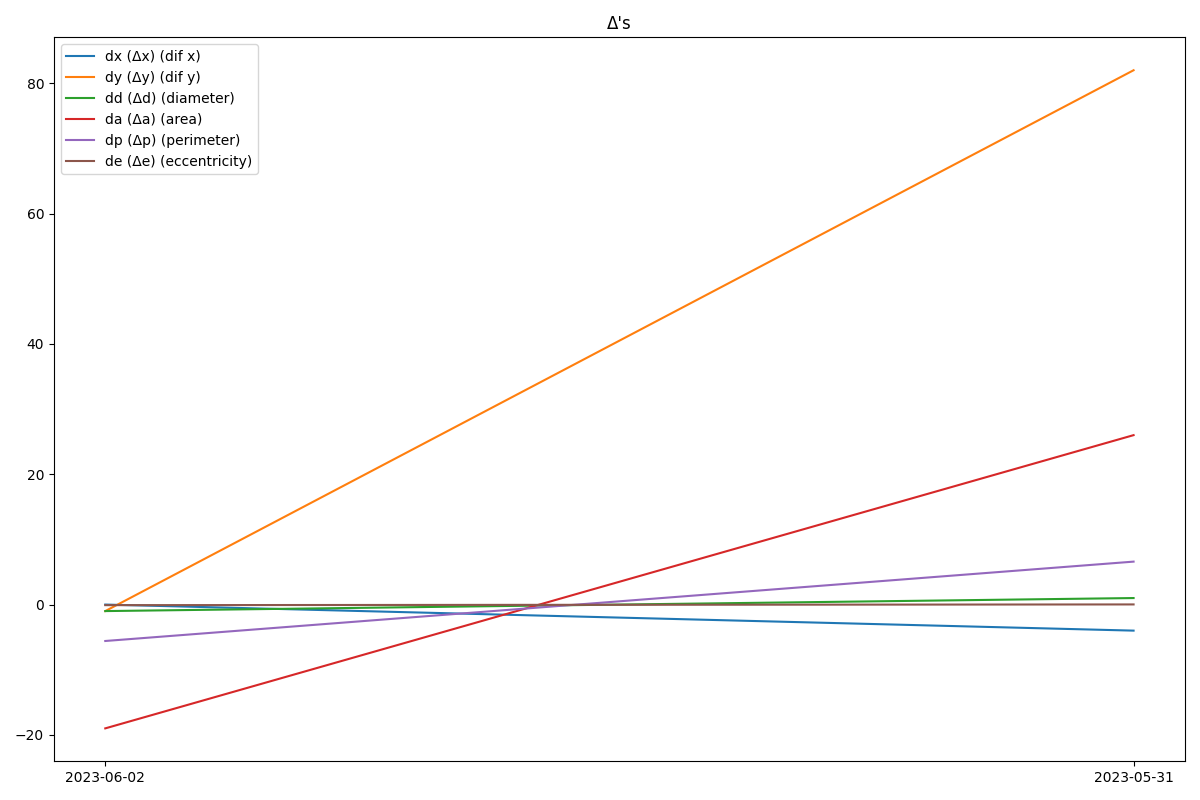 Δ's
dx (Δx) (dif x)
dy (Δy) (dif y)
dd (Δd) (diameter)
da (Δa) (area)
dp (Δp) (perimeter)
de (Δe) (eccentricity)
80
60
40
20
0
−20
2023-06-02 2023-05-31